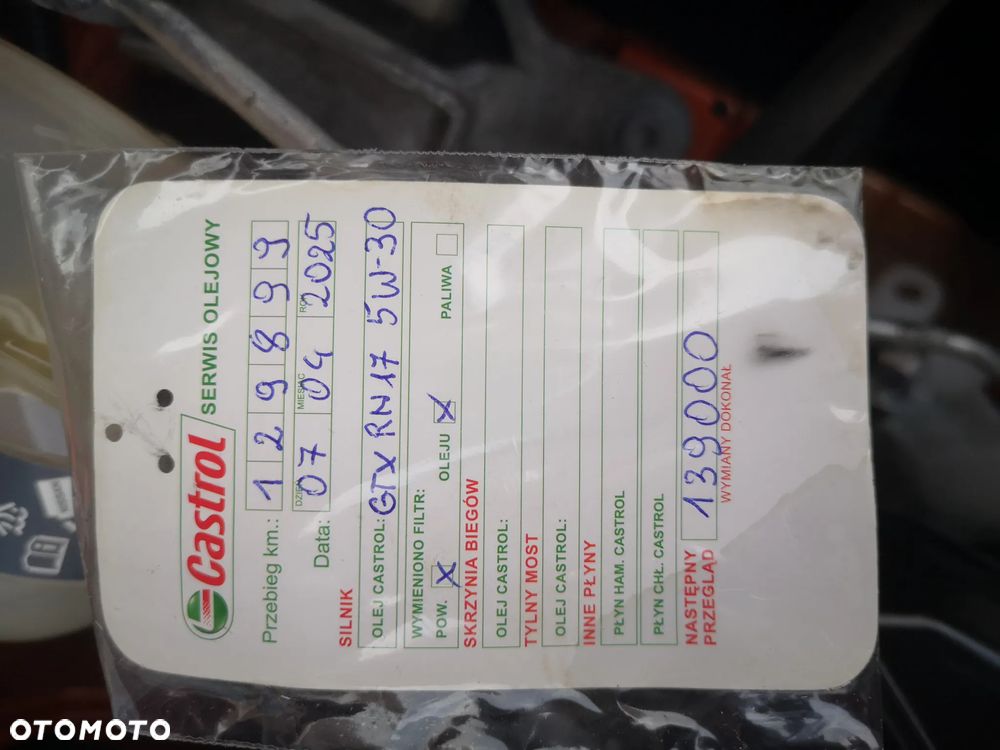 Castrol SERWIS OLEJOWY
Przebieg km.: 129899
DZIEŃ MIESIĄC ROK
Data: 07 04 2025
SILNIK
OLEJ CASTROL: GTX RN17 5W-30
WYMIENIONO FILTR:
POW. X OLEJU X PALIWA
SKRZYNIA BIEGÓW
OLEJ CASTROL:
TYLNY MOST
OLEJ CASTROL:
INNE PŁYNY
PŁYN HAM. CASTROL
PŁYN CHŁ. CASTROL
NASTĘPNY
PRZEGLĄD 139000
WYMIANY DOKONAŁ
OTOMOTO